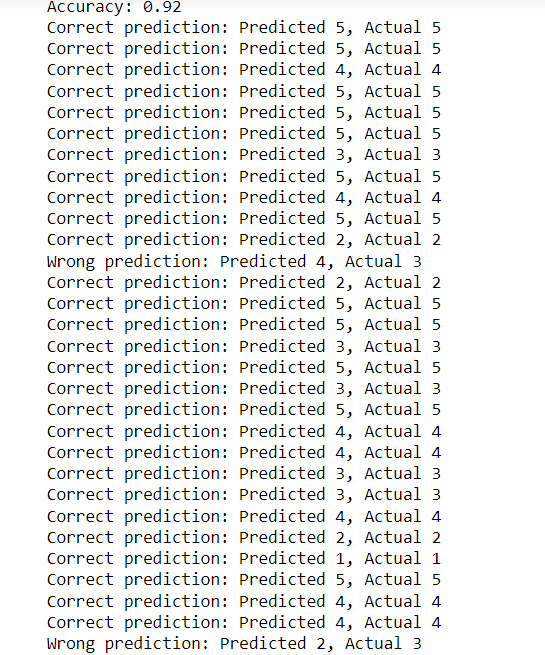 Accuracy: 0.92
Correct prediction: Predicted 5, Actual 5
Correct prediction: Predicted 5, Actual 5
Correct prediction: Predicted 4, Actual 4
Correct prediction: Predicted 5, Actual 5
Correct prediction: Predicted 5, Actual 5
Correct prediction: Predicted 5, Actual 5
Correct prediction: Predicted 3, Actual 3
Correct prediction: Predicted 5, Actual 5
Correct prediction: Predicted 4, Actual 4
Correct prediction: Predicted 5, Actual 5
Correct prediction: Predicted 2, Actual 2
Wrong prediction: Predicted 4, Actual 3
Correct prediction: Predicted 2, Actual 2
Correct prediction: Predicted 5, Actual 5
Correct prediction: Predicted 5, Actual 5
Correct prediction: Predicted 3, Actual 3
Correct prediction: Predicted 5, Actual 5
Correct prediction: Predicted 3, Actual 3
Correct prediction: Predicted 5, Actual 5
Correct prediction: Predicted 4, Actual 4
Correct prediction: Predicted 4, Actual 4
Correct prediction: Predicted 3, Actual 3
Correct prediction: Predicted 3, Actual 3
Correct prediction: Predicted 4, Actual 4
Correct prediction: Predicted 2, Actual 2
Correct prediction: Predicted 1, Actual 1
Correct prediction: Predicted 5, Actual 5
Correct prediction: Predicted 4, Actual 4
Correct prediction: Predicted 4, Actual 4
Wrong prediction: Predicted 2, Actual 3